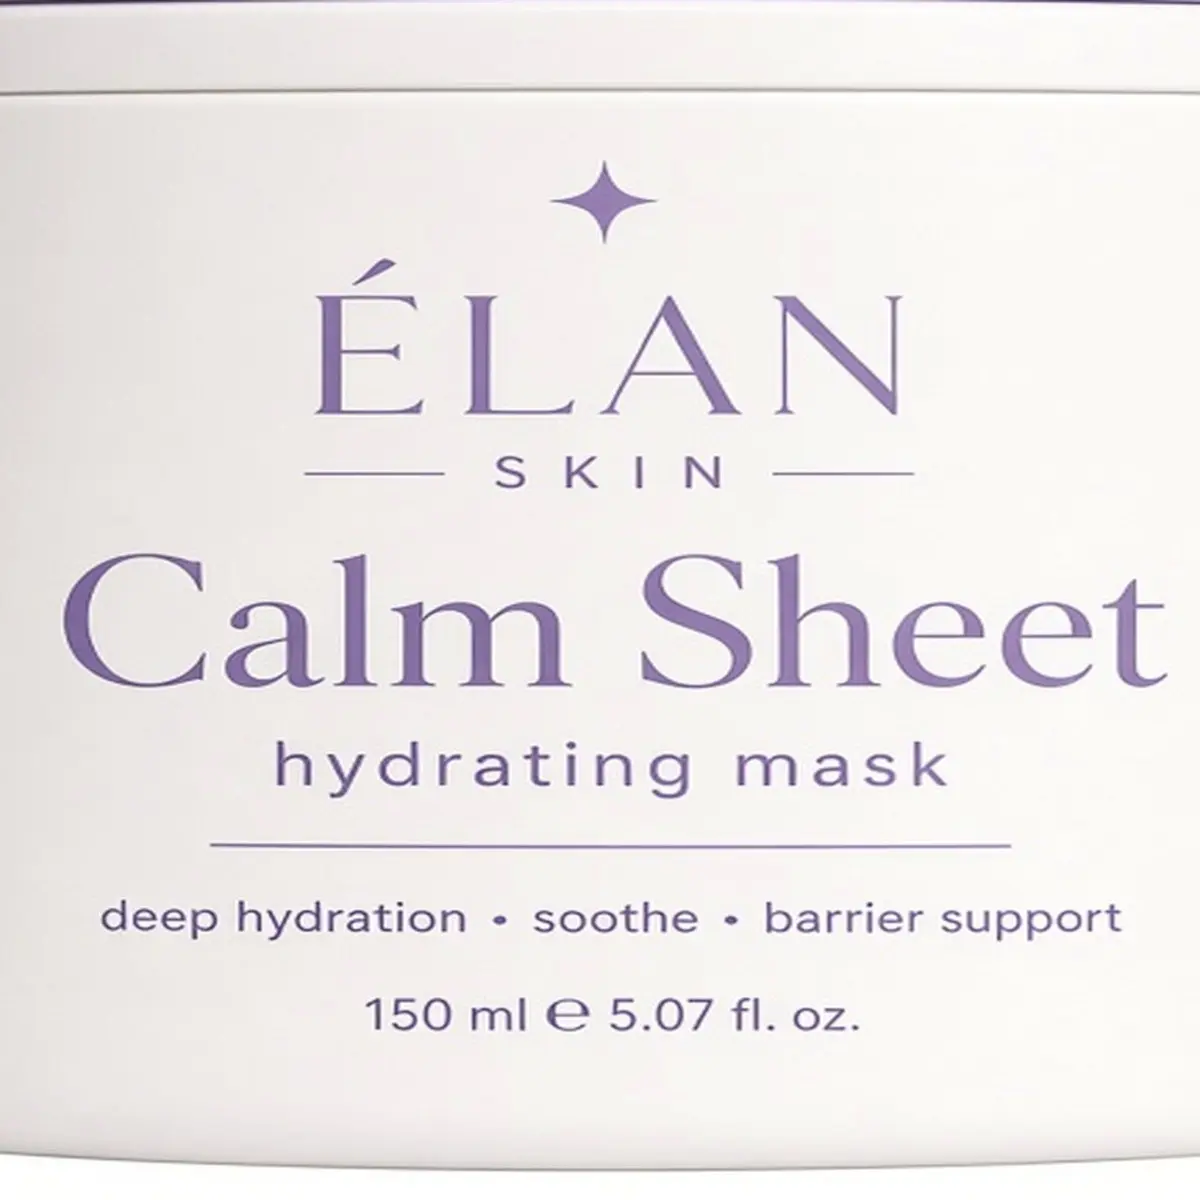 ÉLAN
SKIN
Calm Sheet
hydrating mask
deep hydration • soothe • barrier support
150 ml ℮ 5.07 fl. oz.